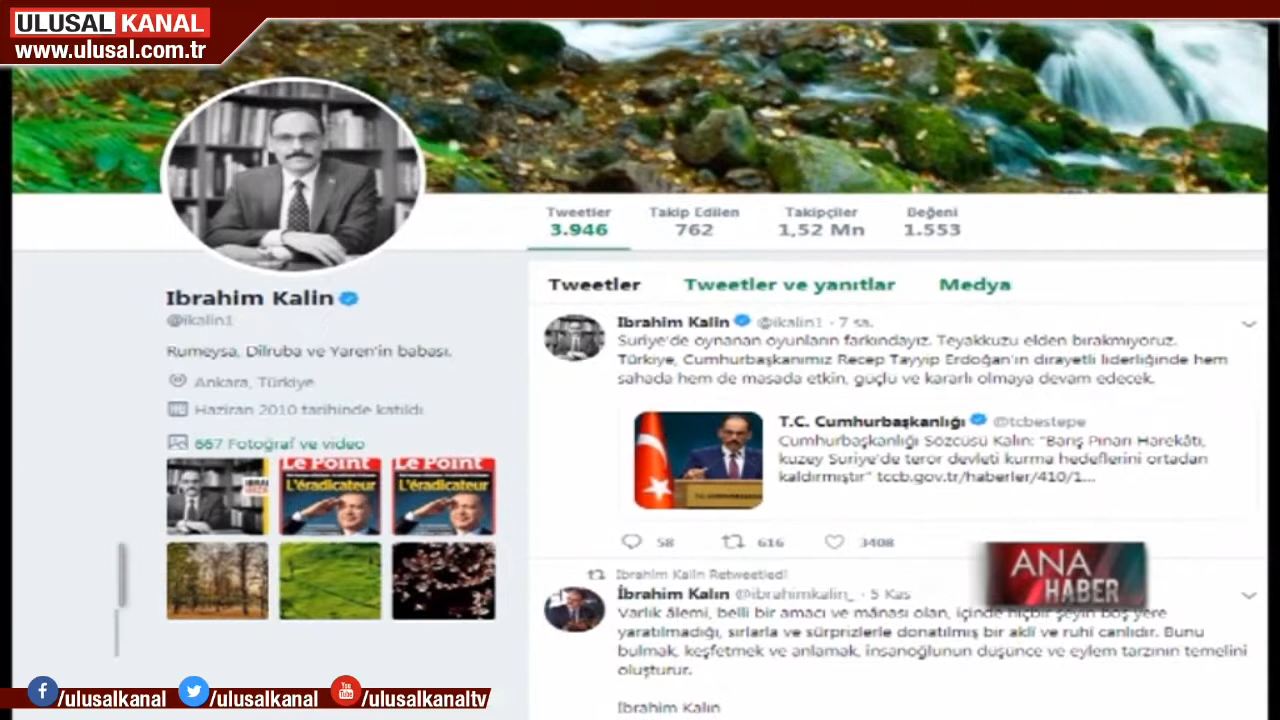 ULUSAL KANAL
www.ulusal.com.tr
Tweetler
3.946
Takip Edilen
762
Takipçiler
1,52 Mn
Beğeni
1.553
Ibrahim Kalin
@ikalin1
Rumeysa, Dilruba ve Yaren'in babası.
Ankara, Türkiye
Haziran 2010 tarihinde katıldı
667 Fotoğraf ve video
Le Point
L'éradicateur
Le Point
L'éradicateur
Tweetler
Tweetler ve yanıtlar
Medya
Ibrahim Kalin @ikalin1 · 7 sa.
Suriye'de oynanan oyunların farkındayız. Teyakkuzu elden bırakmıyoruz.
Türkiye, Cumhurbaşkanımız Recep Tayyip Erdoğan'ın dirayetli liderliğinde hem
sahada hem de masada etkin, güçlü ve kararlı olmaya devam edecek.
T.C. Cumhurbaşkanlığı @tcbestepe
Cumhurbaşkanlığı Sözcüsü Kalın: "Barış Pınarı Harekâtı,
kuzey Suriye'de terör devleti kurma hedeflerini ortadan
kaldırmıştır" tccb.gov.tr/haberler/410/1...
58
616
3408
Ibrahim Kalin Retweetledi
İbrahim Kalın @ibrahimkalin_ · 5 Kas
Varlık âlemi, belli bir amacı ve mânası olan, içinde hiçbir şeyin boş yere
yaratılmadığı, sırlarla ve sürprizlerle donatılmış bir aklî ve ruhî canlıdır. Bunu
bulmak, keşfetmek ve anlamak, insanoğlunun düşünce ve eylem tarzının temelini
oluşturur.
İbrahim Kalın
ANA
HABER
/ulusalkanal
/ulusalkanal
You Tube
/ulusalkanaltv